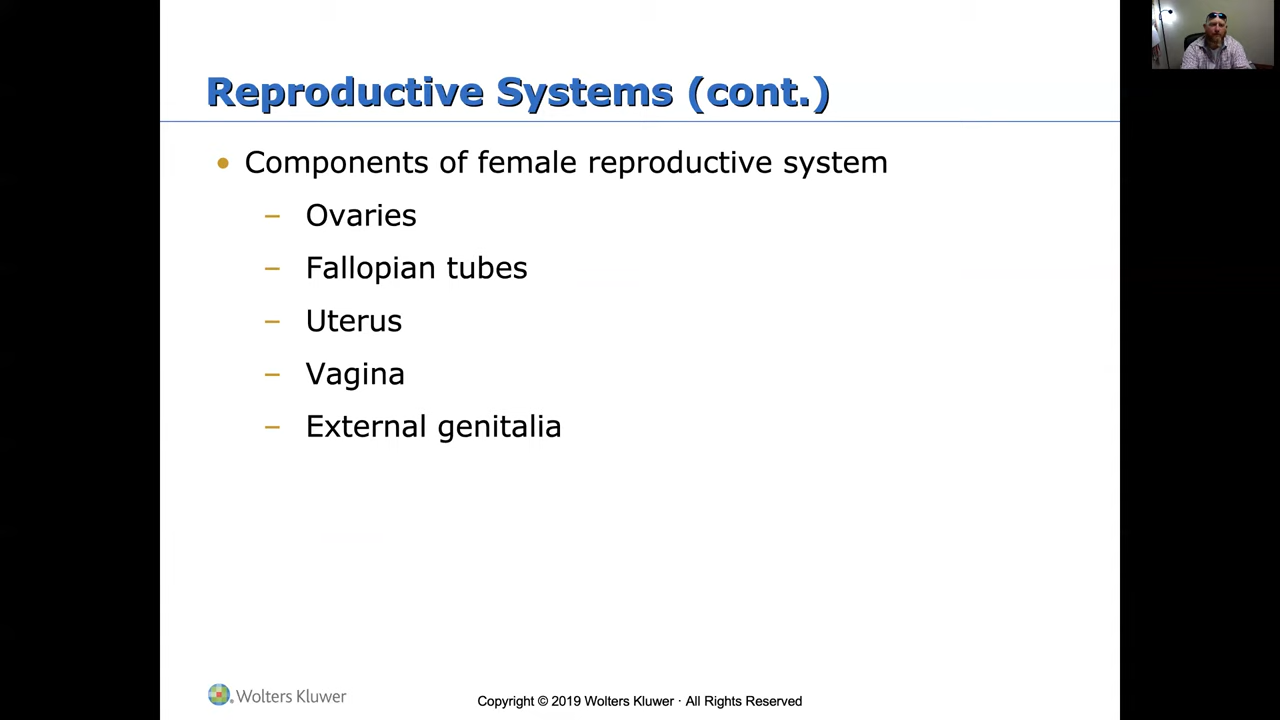 Reproductive Systems (cont.)
• Components of female reproductive system
– Ovaries
– Fallopian tubes
– Uterus
– Vagina
– External genitalia
Wolters Kluwer
Copyright © 2019 Wolters Kluwer · All Rights Reserved